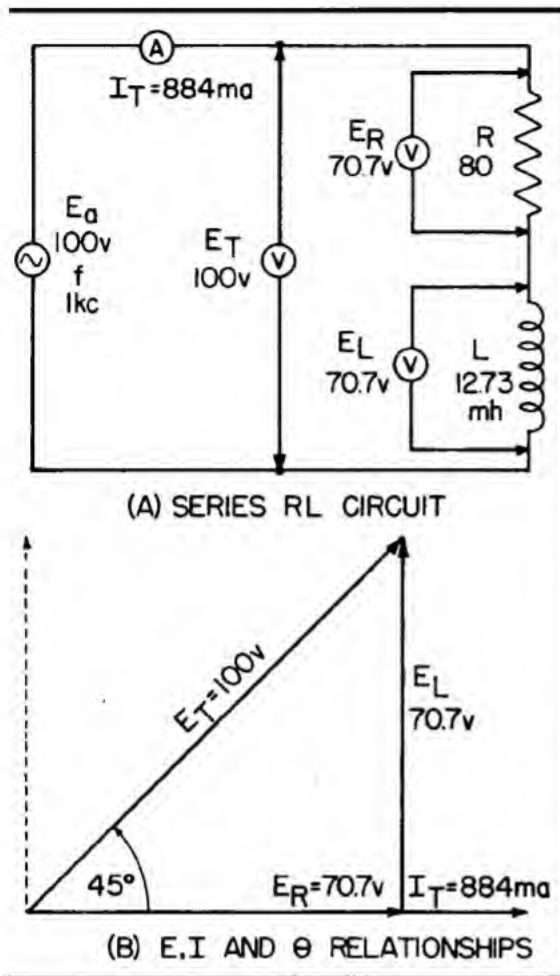 A
I_T=884ma
E_a
100v
f
1kc
E_T
100v
V
E_R
70.7v
V
R
80
E_L
70.7v
V
L
12.73
mh
(A) SERIES RL CIRCUIT
E_T=100v
E_L
70.7v
45°
E_R=70.7v
I_T=884ma
(B) E,I AND θ RELATIONSHIPS